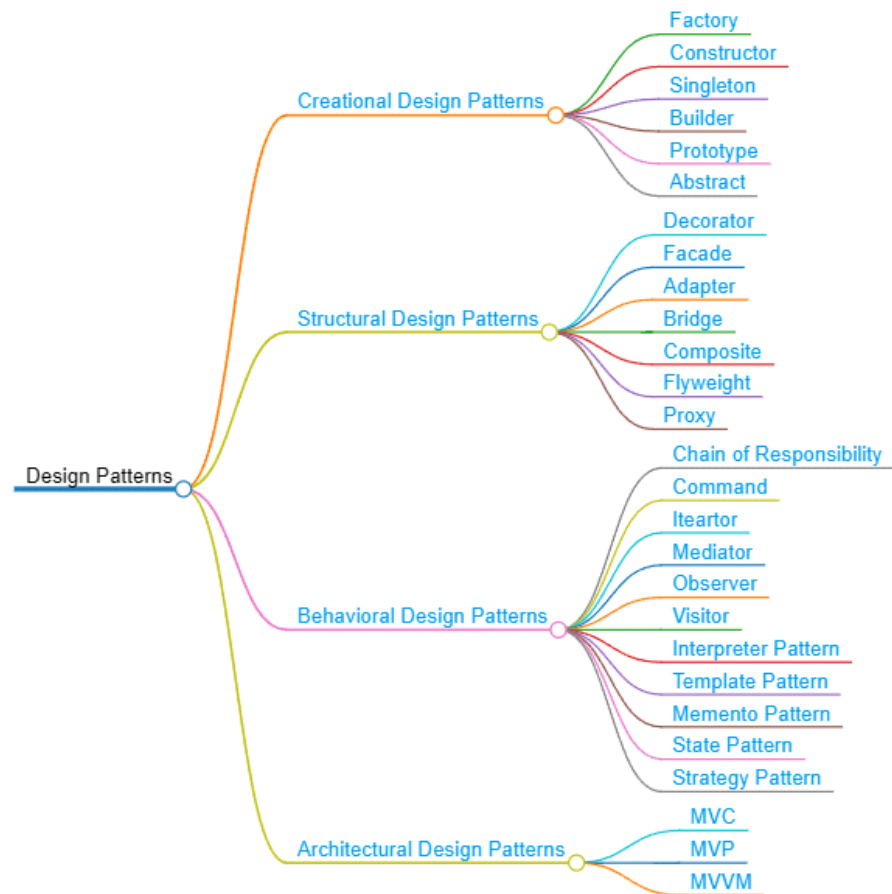 Design Patterns
Creational Design Patterns
Factory
Constructor
Singleton
Builder
Prototype
Abstract
Structural Design Patterns
Decorator
Facade
Adapter
Bridge
Composite
Flyweight
Proxy
Behavioral Design Patterns
Chain of Responsibility
Command
Iteartor
Mediator
Observer
Visitor
Interpreter Pattern
Template Pattern
Memento Pattern
State Pattern
Strategy Pattern
Architectural Design Patterns
MVC
MVP
MVVM